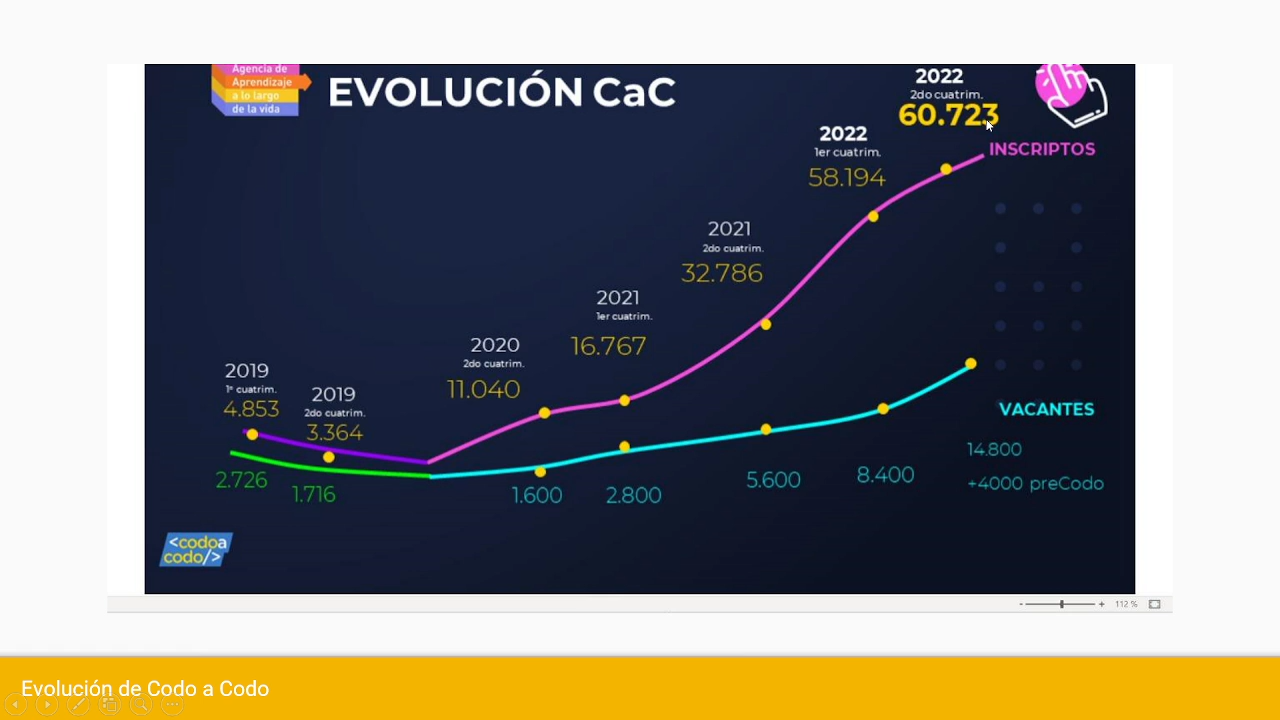 Agencia de
Aprendizaje
a lo largo
de la vida
EVOLUCIÓN CaC
2022
2do cuatrim.
60.723
INSCRIPTOS
2022
1er cuatrim.
58.194
2021
2do cuatrim.
32.786
2021
1er cuatrim.
16.767
2020
2do cuatrim.
11.040
2019
1º cuatrim.
4.853
2019
2do cuatrim.
3.364
2.726
1.716
1.600
2.800
5.600
8.400
VACANTES
14.800
+4000 preCodo
<codoa
codo/>
- + 112 %
Evolución de Codo a Codo